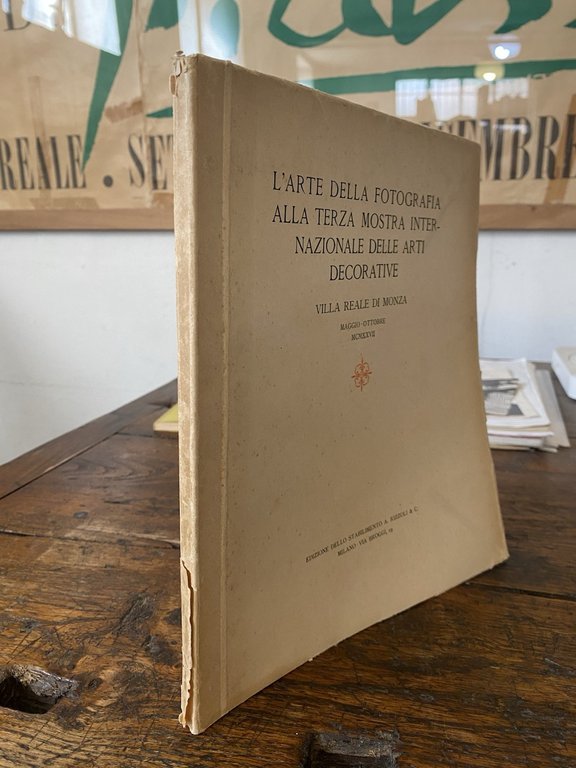 REALE . SET
EMBRE
L'ARTE DELLA FOTOGRAFIA
ALLA TERZA MOSTRA INTER-
NAZIONALE DELLE ARTI
DECORATIVE
VILLA REALE DI MONZA
MAGGIO-OTTOBRE
MCMXXVII
EDIZIONE DELLO STABILIMENTO A. RIZZOLI & C.
MILANO VIA BROGGI, 19